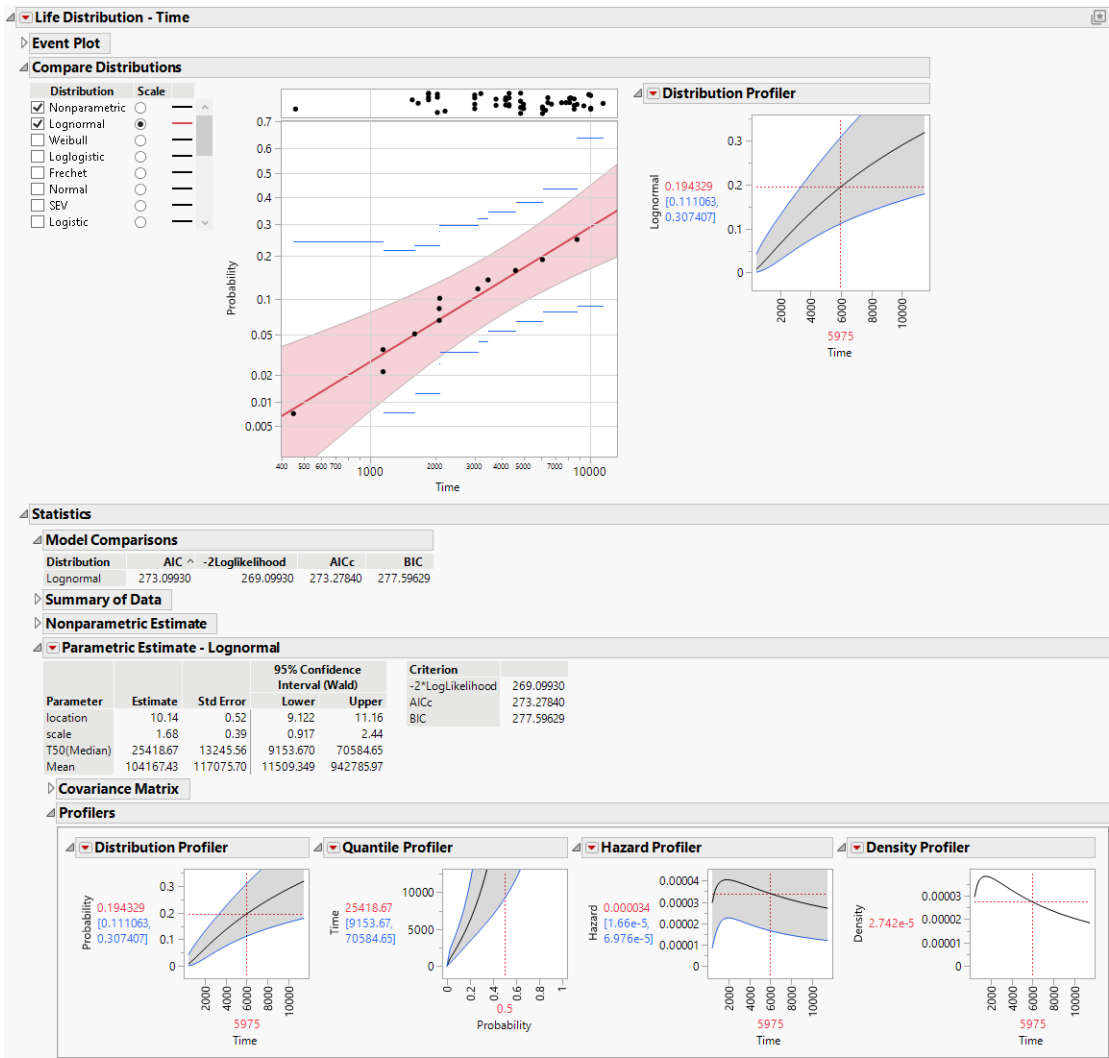 Life Distribution - Time
Event Plot
Compare Distributions
Distribution Scale
Nonparametric
Lognormal
Weibull
Loglogistic
Frechet
Normal
SEV
Logistic
Probability
0.7
0.6
0.5
0.4
0.3
0.2
0.1
0.05
0.02
0.01
0.005
400 500 600 700 1000 2000 3000 4000 5000 7000 10000
Time
Distribution Profiler
Lognormal
0.194329
[0.111063,
0.307407]
0.3
0.2
0.1
0
2000 4000 6000 8000 10000
5975
Time
Statistics
Model Comparisons
Distribution AIC ^ -2Loglikelihood AICc BIC
Lognormal 273.09930 269.09930 273.27840 277.59629
Summary of Data
Nonparametric Estimate
Parametric Estimate - Lognormal
95% Confidence
Interval (Wald)
Parameter Estimate Std Error Lower Upper
location 10.14 0.52 9.122 11.16
scale 1.68 0.39 0.917 2.44
T50(Median) 25418.67 13245.56 9153.670 70584.65
Mean 104167.43 117075.70 11509.349 942785.97
Criterion
-2*LogLikelihood 269.09930
AICc 273.27840
BIC 277.59629
Covariance Matrix
Profilers
Distribution Profiler
Probability
0.194329
[0.111063,
0.307407]
0.3
0.2
0.1
0
2000 4000 6000 8000 10000
5975
Time
Quantile Profiler
Time
25418.67
[9153.67,
70584.65]
10000
5000
0
0 0.2 0.4 0.6 0.8 1
0.5
Probability
Hazard Profiler
Hazard
0.000034
[1.66e-5,
6.976e-5]
0.00004
0.00003
0.00002
0.00001
0
2000 4000 6000 8000 10000
5975
Time
Density Profiler
Density
2.742e-5
0.00003
0.00002
0.00001
0
2000 4000 6000 8000 10000
5975
Time